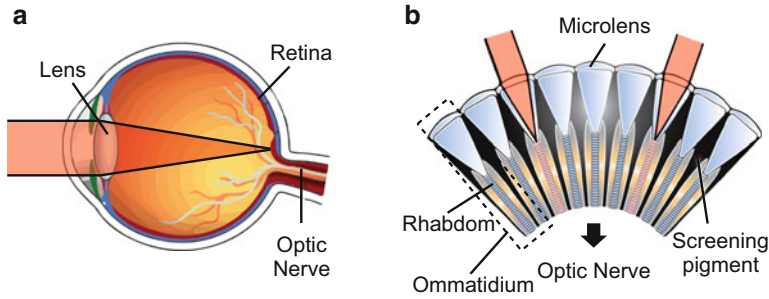 a
Lens
Retina
Optic
Nerve
b
Microlens
Rhabdom
Ommatidium
Optic Nerve
Screening
pigment